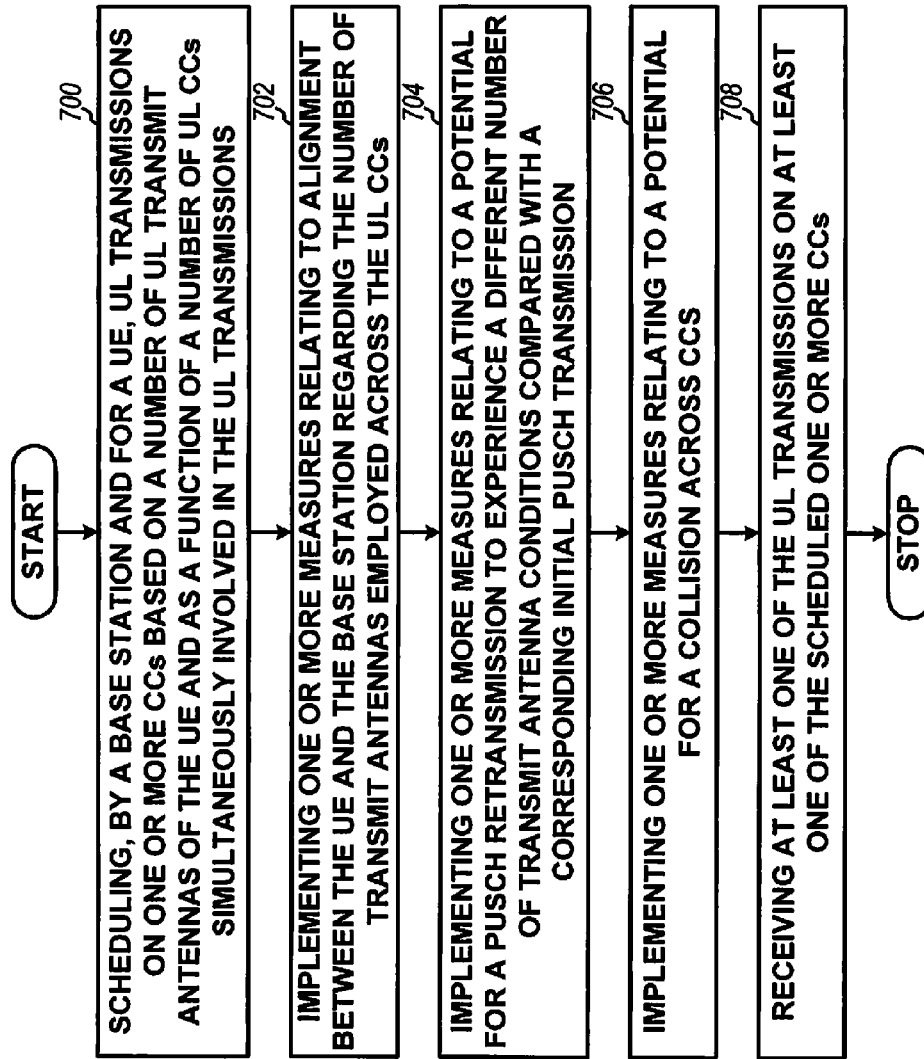 START
700
SCHEDULING, BY A BASE STATION AND FOR A UE, UL TRANSMISSIONS
ON ONE OR MORE CCs BASED ON A NUMBER OF UL TRANSMIT
ANTENNAS OF THE UE AND AS A FUNCTION OF A NUMBER OF UL CCs
SIMULTANEOUSLY INVOLVED IN THE UL TRANSMISSIONS
702
IMPLEMENTING ONE OR MORE MEASURES RELATING TO ALIGNMENT
BETWEEN THE UE AND THE BASE STATION REGARDING THE NUMBER OF
TRANSMIT ANTENNAS EMPLOYED ACROSS THE UL CCs
704
IMPLEMENTING ONE OR MORE MEASURES RELATING TO A POTENTIAL
FOR A PUSCH RETRANSMISSION TO EXPERIENCE A DIFFERENT NUMBER
OF TRANSMIT ANTENNA CONDITIONS COMPARED WITH A
CORRESPONDING INITIAL PUSCH TRANSMISSION
706
IMPLEMENTING ONE OR MORE MEASURES RELATING TO A POTENTIAL
FOR A COLLISION ACROSS CCS
708
RECEIVING AT LEAST ONE OF THE UL TRANSMISSIONS ON AT LEAST
ONE OF THE SCHEDULED ONE OR MORE CCs
STOP